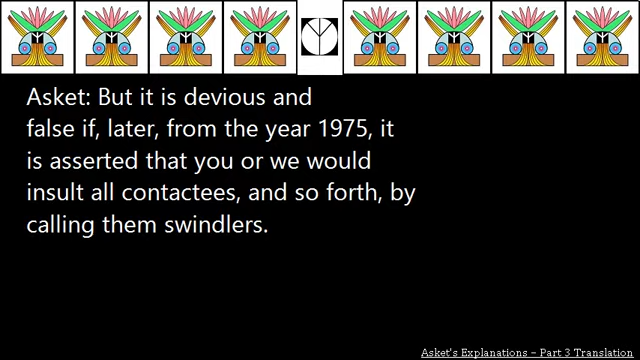 Asket: But it is devious and
false if, later, from the year 1975, it
is asserted that you or we would
insult all contactees, and so forth, by
calling them swindlers.
Asket's Explanations – Part 3 Translation